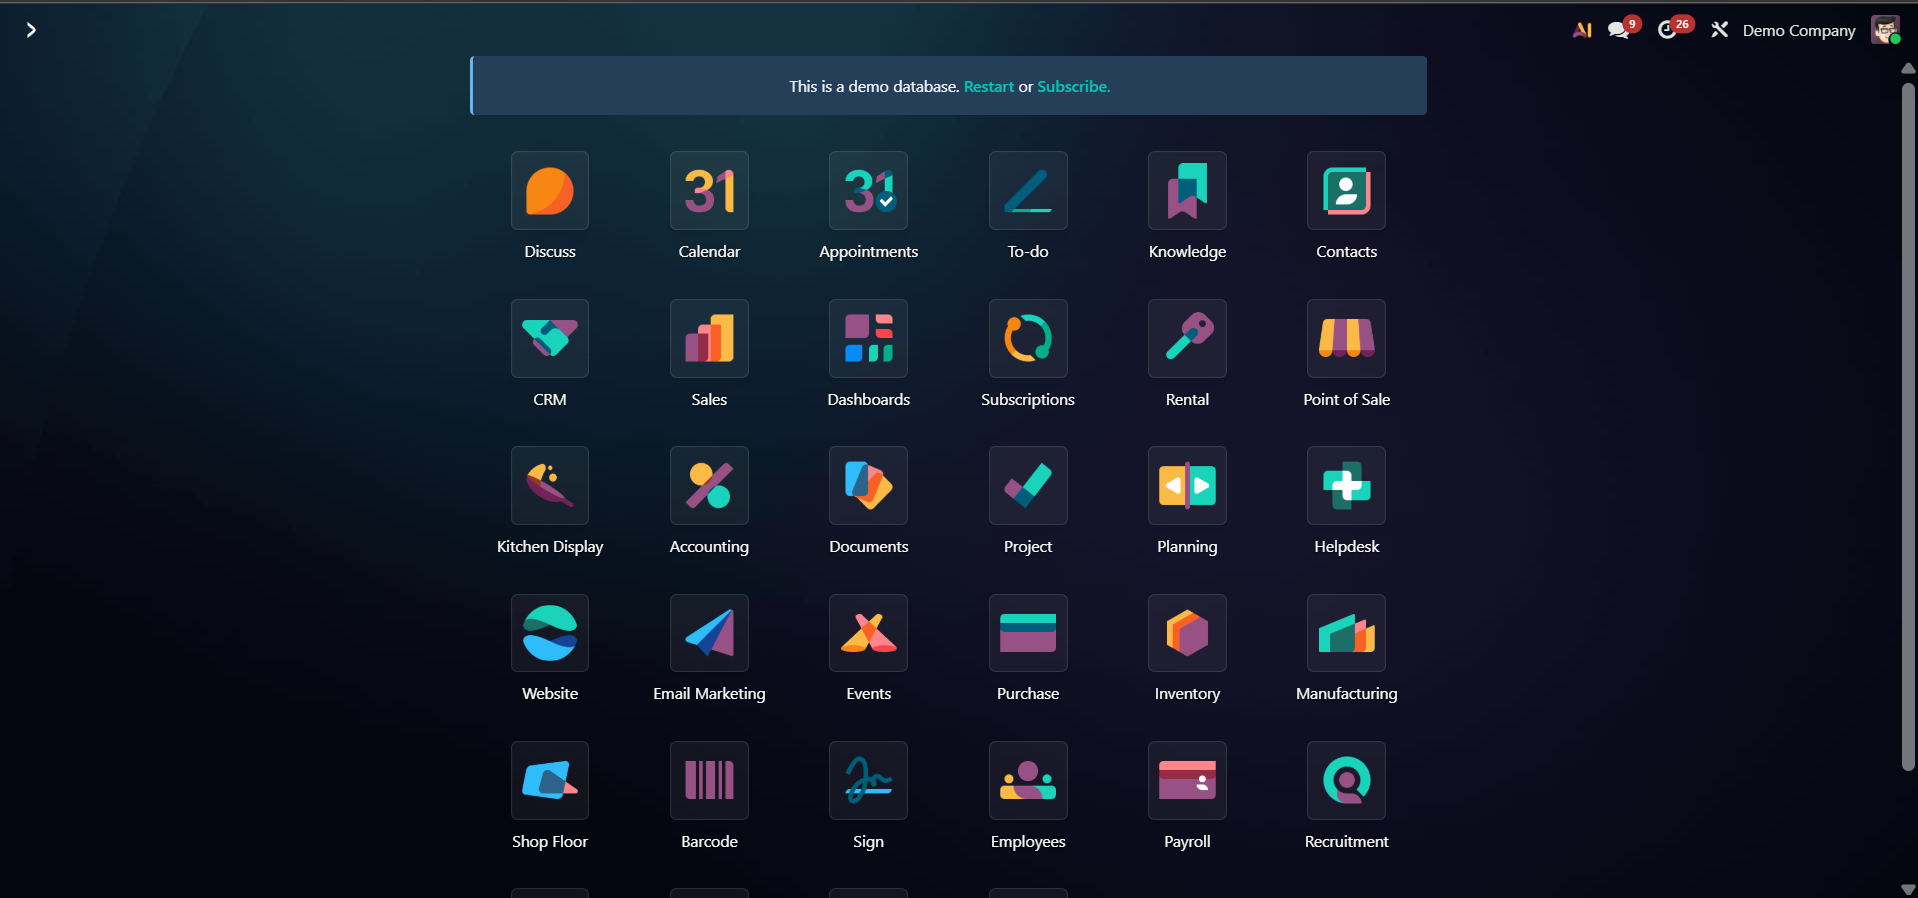 AI 9 26 Demo Company
This is a demo database. Restart or Subscribe.
31 31
Discuss Calendar Appointments To-do Knowledge Contacts
CRM Sales Dashboards Subscriptions Rental Point of Sale
Kitchen Display Accounting Documents Project Planning Helpdesk
Website Email Marketing Events Purchase Inventory Manufacturing
Shop Floor Barcode Sign Employees Payroll Recruitment